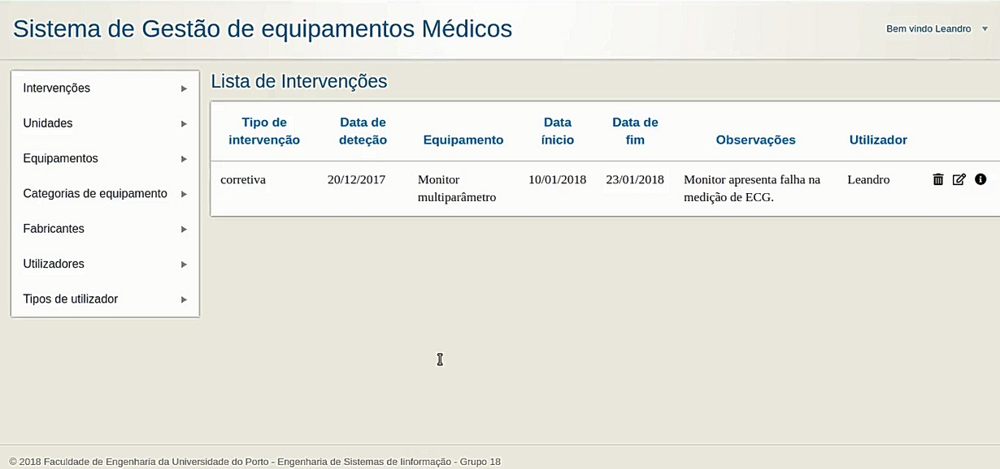 Sistema de Gestão de equipamentos Médicos
Bem vindo Leandro
Intervenções
Unidades
Equipamentos
Categorias de equipamento
Fabricantes
Utilizadores
Tipos de utilizador
Lista de Intervenções
Tipo de intervenção Data de deteção Equipamento Data ínicio Data de fim Observações Utilizador
corretiva 20/12/2017 Monitor multiparâmetro 10/01/2018 23/01/2018 Monitor apresenta falha na medição de ECG. Leandro
© 2018 Faculdade de Engenharia da Universidade do Porto - Engenharia de Sistemas de Iinformação - Grupo 18